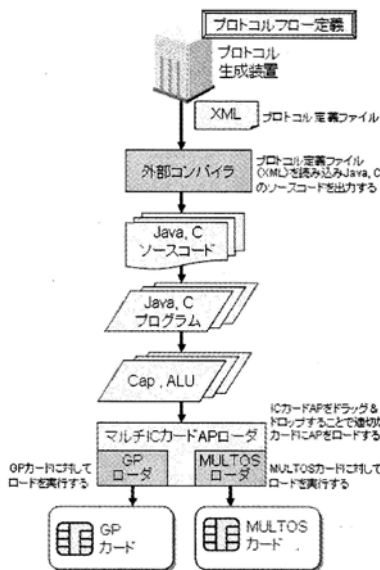 プロトコルフロー定義
プロトコル
生成装置
XML
プロトコル定義ファイル
外部コンパイラ
プロトコル定義ファイル
(XML)を読み込みJava, C
のソースコードを出力する
Java, C
ソースコード
Java, C
プログラム
Cap , ALU
ICカードAPをドラッグ&
ドロップすることで適切な
カードにAPをロードする
マルチICカードAPローダ
GPカードに対して
ロードを実行する
GP
ローダ
MULTOS
ローダ
MULTOSカードに対して
ロードを実行する
GP
カード
MULTOS
カード